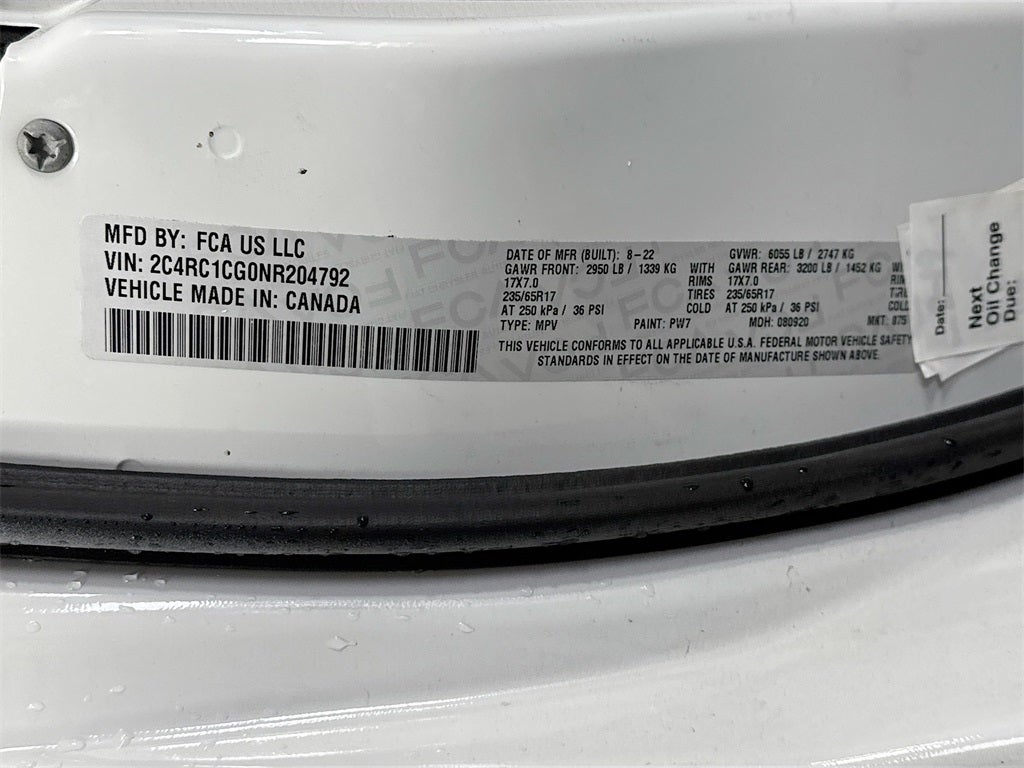 MFD BY: FCA US LLC
VIN: 2C4RC1CG0NR204792
VEHICLE MADE IN: CANADA
DATE OF MFR (BUILT): 8-22 GVWR: 6055 LB / 2747 KG
GAWR FRONT: 2950 LB / 1339 KG WITH GAWR REAR: 3200 LB / 1452 KG
17X7.0 RIMS 17X7.0
235/65R17 TIRES 235/65R17
AT 250 kPa / 36 PSI COLD AT 250 kPa / 36 PSI
TYPE: MPV PAINT: PW7 MDH: 080920 MKT: 875
THIS VEHICLE CONFORMS TO ALL APPLICABLE U.S.A. FEDERAL MOTOR VEHICLE SAFETY
STANDARDS IN EFFECT ON THE DATE OF MANUFACTURE SHOWN ABOVE.
Date:
Next
Oil Change
Due: